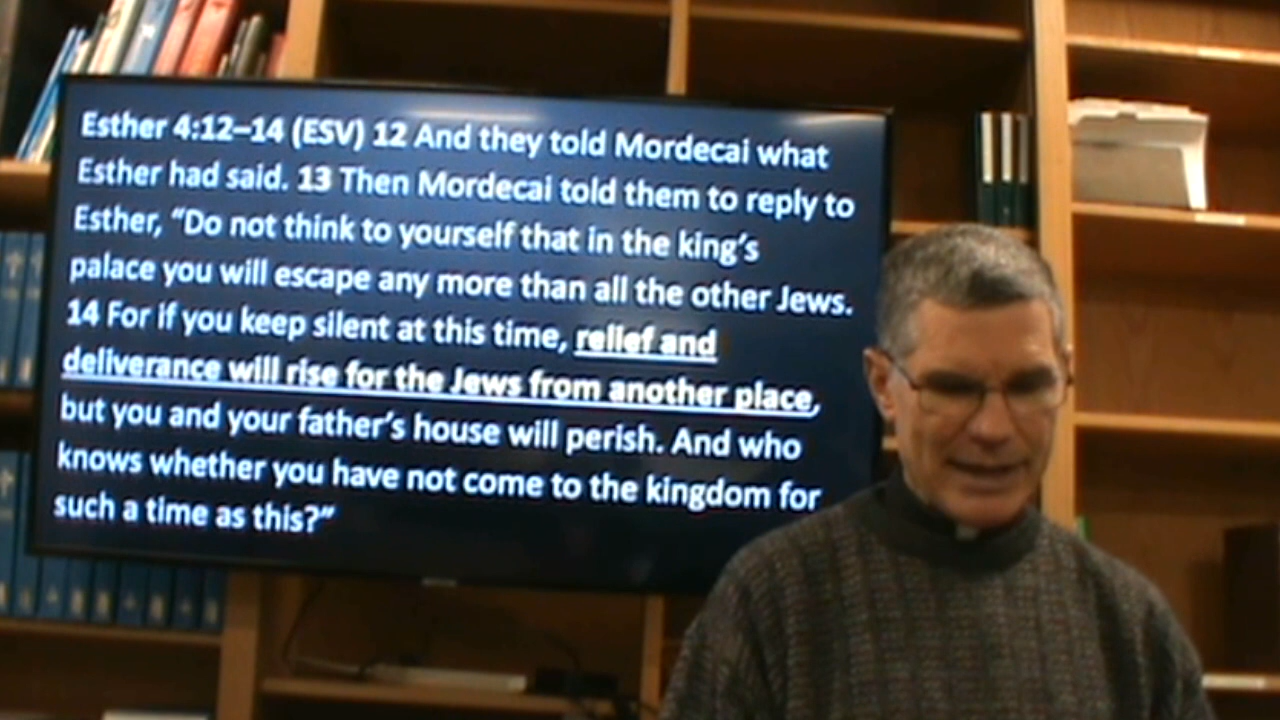 Esther 4:12–14 (ESV) 12 And they told Mordecai what
Esther had said. 13 Then Mordecai told them to reply to
Esther, “Do not think to yourself that in the king’s
palace you will escape any more than all the other Jews.
14 For if you keep silent at this time, relief and
deliverance will rise for the Jews from another place,
but you and your father’s house will perish. And who
knows whether you have not come to the kingdom for
such a time as this?”